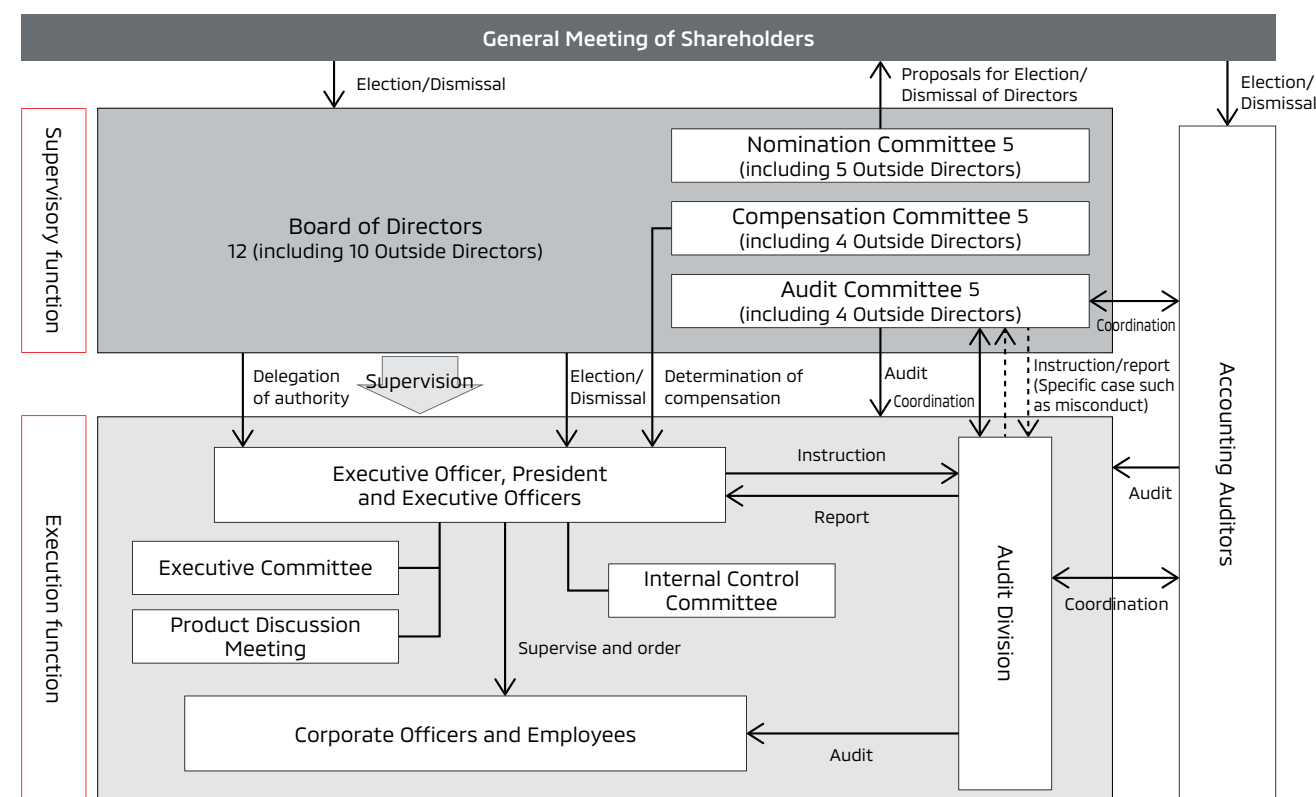 General Meeting of Shareholders
Election/Dismissal
Proposals for Election/
Dismissal of Directors
Election/
Dismissal
Supervisory function
Board of Directors
12 (including 10 Outside Directors)
Nomination Committee 5
(including 5 Outside Directors)
Compensation Committee 5
(including 4 Outside Directors)
Audit Committee 5
(including 4 Outside Directors)
Coordination
Delegation
of authority
Supervision
Election/
Dismissal
Determination of
compensation
Audit
Coordination
Instruction/report
(Specific case such
as misconduct)
Accounting Auditors
Execution function
Executive Officer, President
and Executive Officers
Instruction
Report
Audit
Executive Committee
Product Discussion
Meeting
Internal Control
Committee
Audit Division
Coordination
Supervise and order
Corporate Officers and Employees
Audit